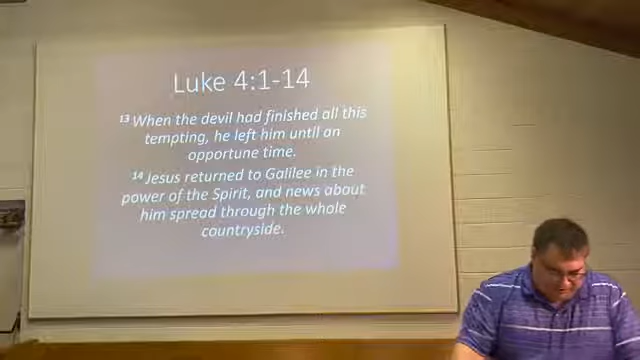 Luke 4:1-14
13 When the devil had finished all this
tempting, he left him until an
opportune time.
14 Jesus returned to Galilee in the
power of the Spirit, and news about
him spread through the whole
countryside.